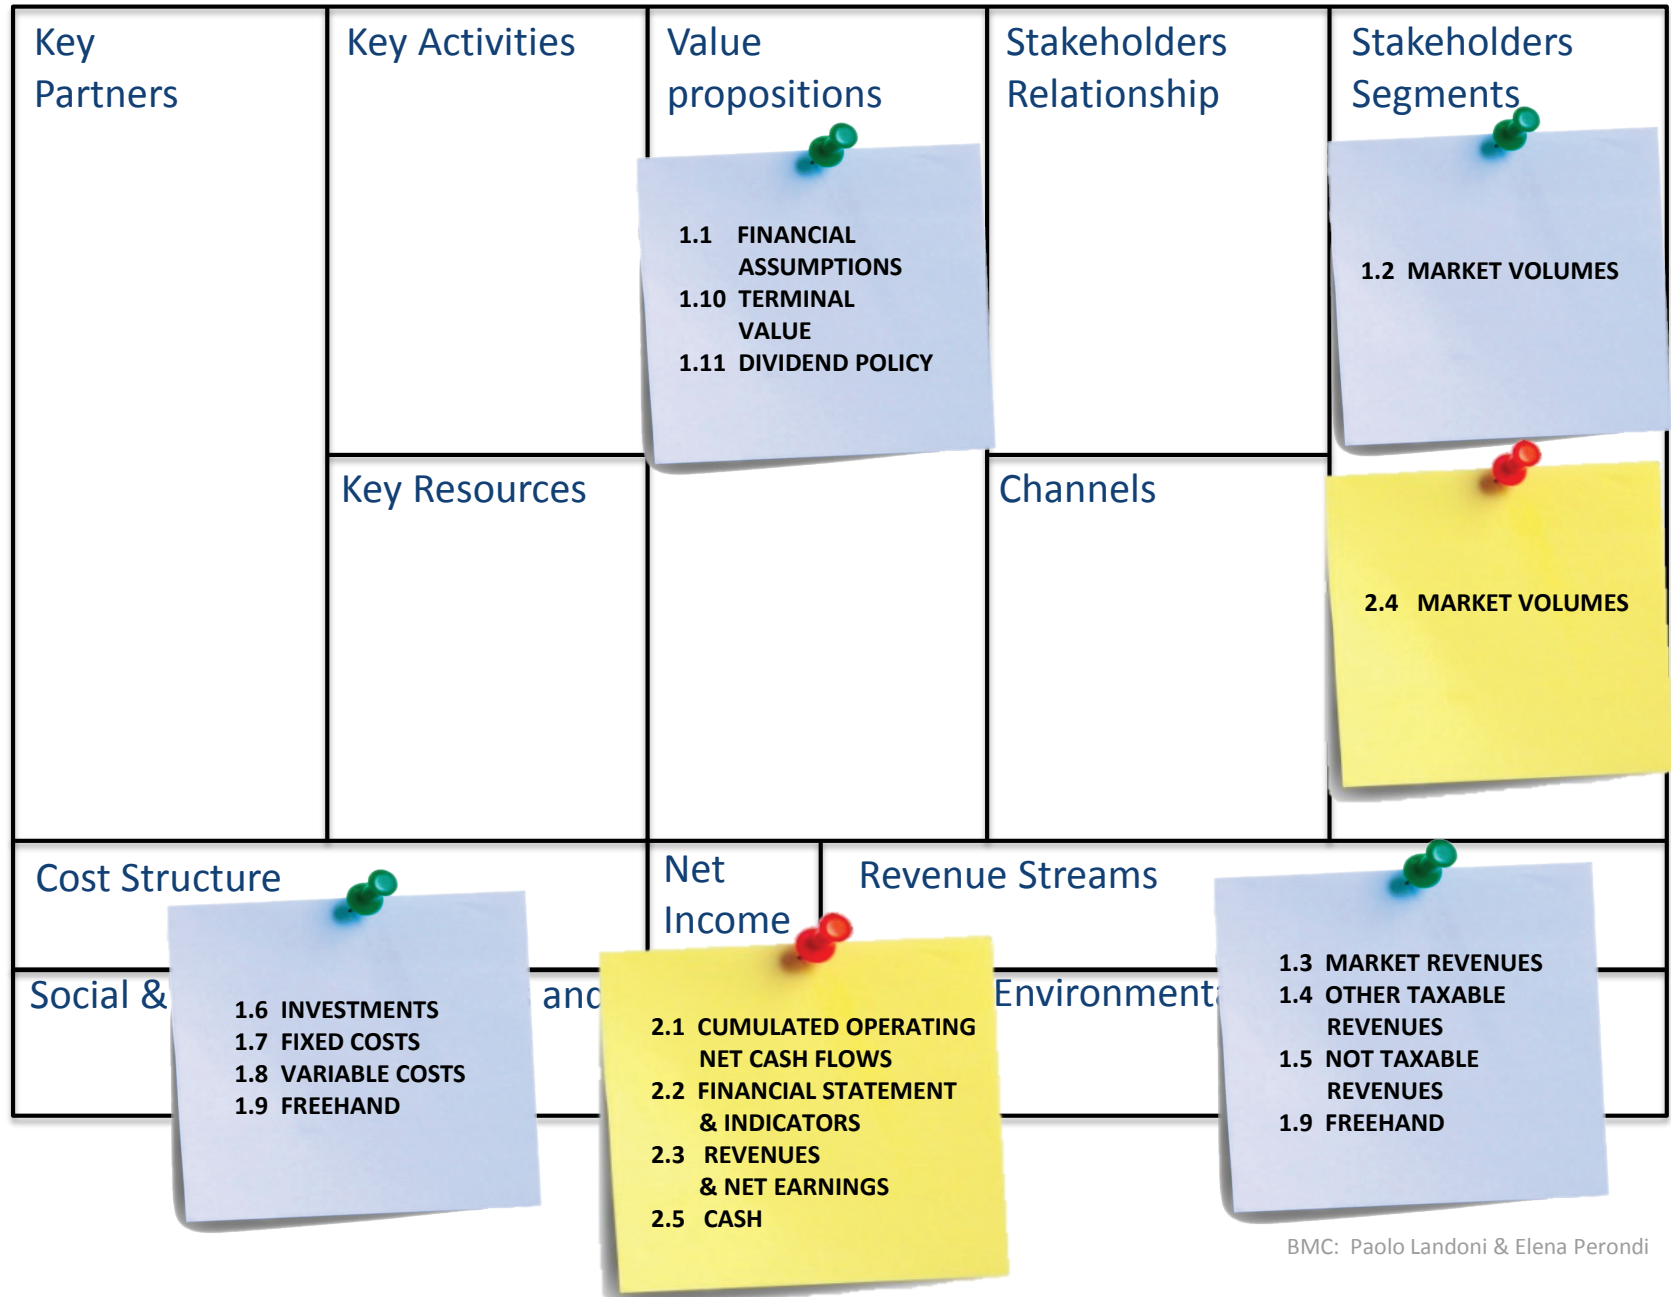 Key
Partners
Key Activities
Value
propositions
Stakeholders
Relationship
Stakeholders
Segments
1.1 FINANCIAL
ASSUMPTIONS
1.10 TERMINAL
VALUE
1.11 DIVIDEND POLICY
1.2 MARKET VOLUMES
Key Resources
Channels
2.4 MARKET VOLUMES
Cost Structure
Net
Income
Revenue Streams
Social &
and
Environmenta
1.6 INVESTMENTS
1.7 FIXED COSTS
1.8 VARIABLE COSTS
1.9 FREEHAND
2.1 CUMULATED OPERATING
NET CASH FLOWS
2.2 FINANCIAL STATEMENT
& INDICATORS
2.3 REVENUES
& NET EARNINGS
2.5 CASH
1.3 MARKET REVENUES
1.4 OTHER TAXABLE
REVENUES
1.5 NOT TAXABLE
REVENUES
1.9 FREEHAND
BMC: Paolo Landoni & Elena Perondi